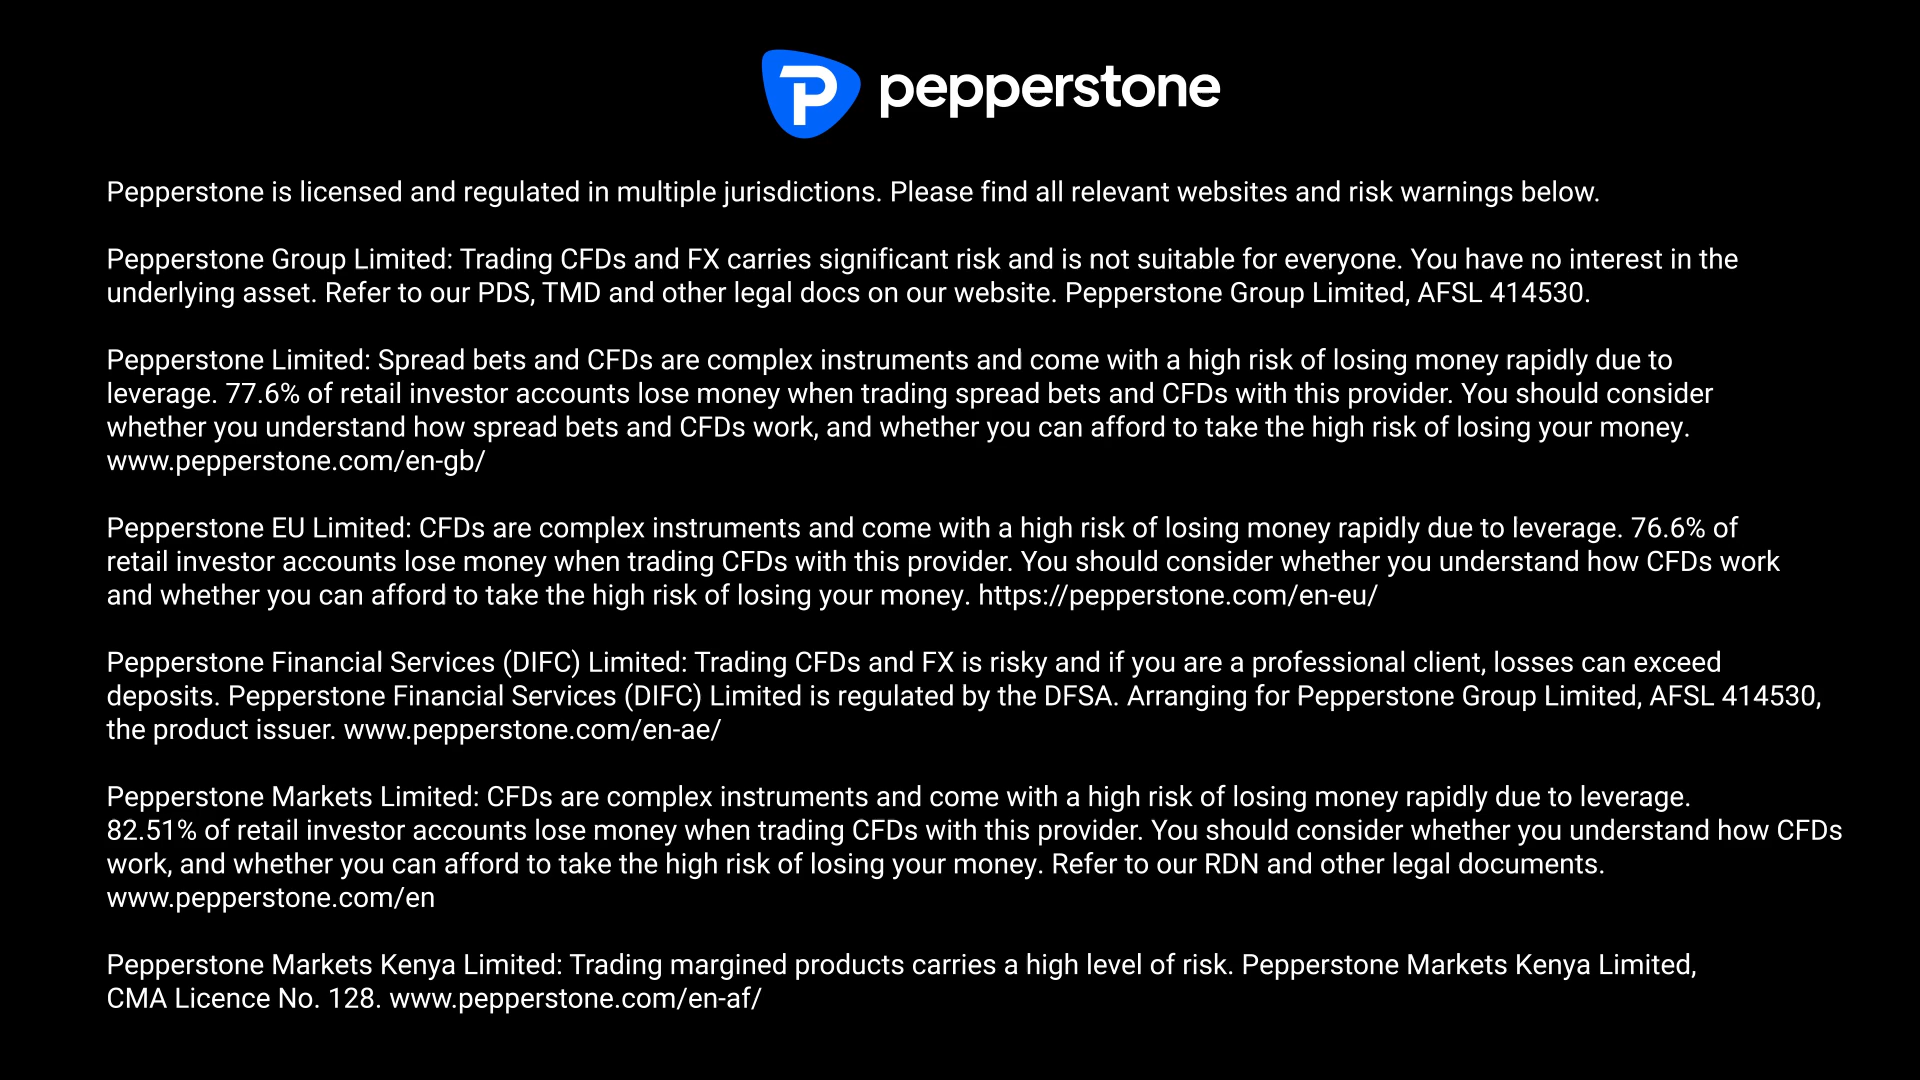 pepperstone
Pepperstone is licensed and regulated in multiple jurisdictions. Please find all relevant websites and risk warnings below.
Pepperstone Group Limited: Trading CFDs and FX carries significant risk and is not suitable for everyone. You have no interest in the
underlying asset. Refer to our PDS, TMD and other legal docs on our website. Pepperstone Group Limited, AFSL 414530.
Pepperstone Limited: Spread bets and CFDs are complex instruments and come with a high risk of losing money rapidly due to
leverage. 77.6% of retail investor accounts lose money when trading spread bets and CFDs with this provider. You should consider
whether you understand how spread bets and CFDs work, and whether you can afford to take the high risk of losing your money.
www.pepperstone.com/en-gb/
Pepperstone EU Limited: CFDs are complex instruments and come with a high risk of losing money rapidly due to leverage. 76.6% of
retail investor accounts lose money when trading CFDs with this provider. You should consider whether you understand how CFDs work
and whether you can afford to take the high risk of losing your money. https://pepperstone.com/en-eu/
Pepperstone Financial Services (DIFC) Limited: Trading CFDs and FX is risky and if you are a professional client, losses can exceed
deposits. Pepperstone Financial Services (DIFC) Limited is regulated by the DFSA. Arranging for Pepperstone Group Limited, AFSL 414530,
the product issuer. www.pepperstone.com/en-ae/
Pepperstone Markets Limited: CFDs are complex instruments and come with a high risk of losing money rapidly due to leverage.
82.51% of retail investor accounts lose money when trading CFDs with this provider. You should consider whether you understand how CFDs
work, and whether you can afford to take the high risk of losing your money. Refer to our RDN and other legal documents.
www.pepperstone.com/en
Pepperstone Markets Kenya Limited: Trading margined products carries a high level of risk. Pepperstone Markets Kenya Limited,
CMA Licence No. 128. www.pepperstone.com/en-af/